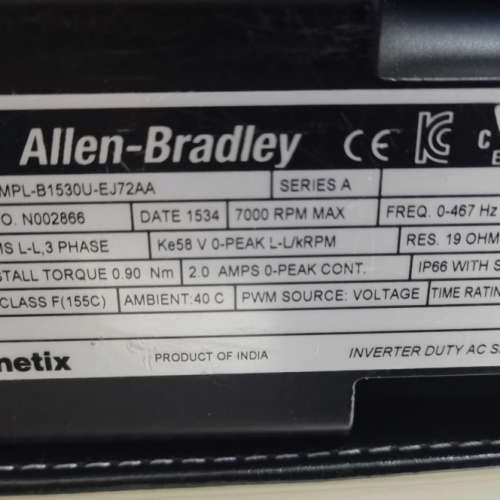 Allen-Bradley CE
MPL-B1530U-EJ72AA SERIES A
O. N002866 DATE 1534 7000 RPM MAX FREQ. 0-467 Hz
MS L-L,3 PHASE Ke58 V 0-PEAK L-L/kRPM RES. 19 OHM
STALL TORQUE 0.90 Nm 2.0 AMPS 0-PEAK CONT. IP66 WITH S
CLASS F(155C) AMBIENT:40 C PWM SOURCE: VOLTAGE TIME RATIN
netix PRODUCT OF INDIA INVERTER DUTY AC S